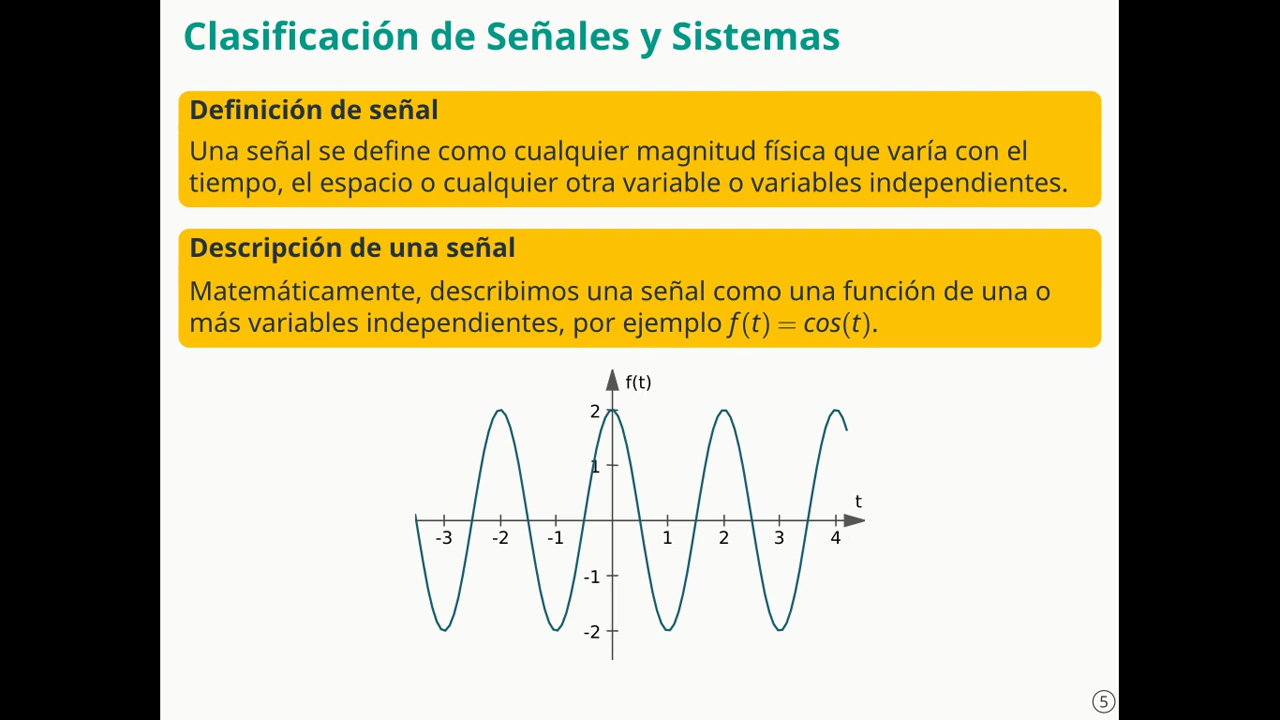 Clasificación de Señales y Sistemas
Definición de señal
Una señal se define como cualquier magnitud física que varía con el
tiempo, el espacio o cualquier otra variable o variables independientes.
Descripción de una señal
Matemáticamente, describimos una señal como una función de una o
más variables independientes, por ejemplo f(t) = cos(t).
f(t)
2
1
t
-3 -2 -1 1 2 3 4
-1
-2
5